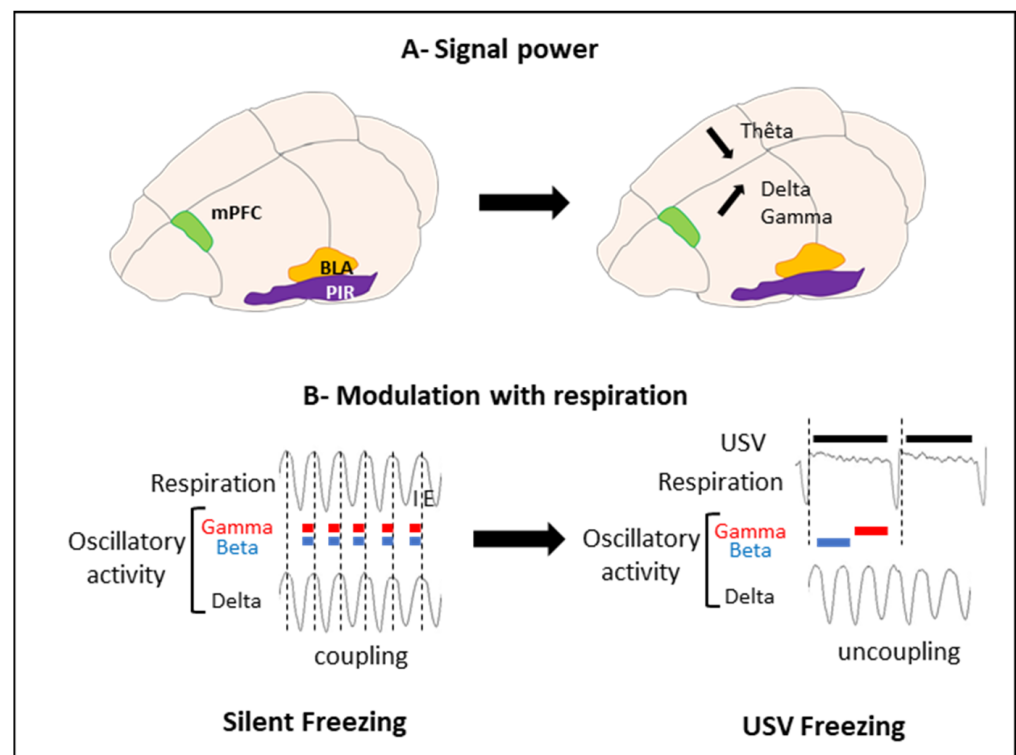 A- Signal power
mPFC
BLA
PIR
Thêta
Delta
Gamma
B- Modulation with respiration
Respiration
I E
Oscillatory
activity
Gamma
Beta
Delta
coupling
Silent Freezing
USV
Respiration
Oscillatory
activity
Gamma
Beta
Delta
uncoupling
USV Freezing